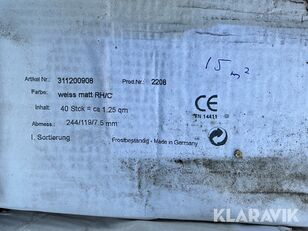 15 m²
Artikel Nr.: 311200908 Prod.Nr.: 2208
Farbe: weiss matt RH/C
Inhalt: 40 Stck = ca 1.25 qm
Abmess.: 244/119/7.5 mm
I. Sortierung Frostbeständig - Made in Germany
CE
EN 14411
KLARAVIK